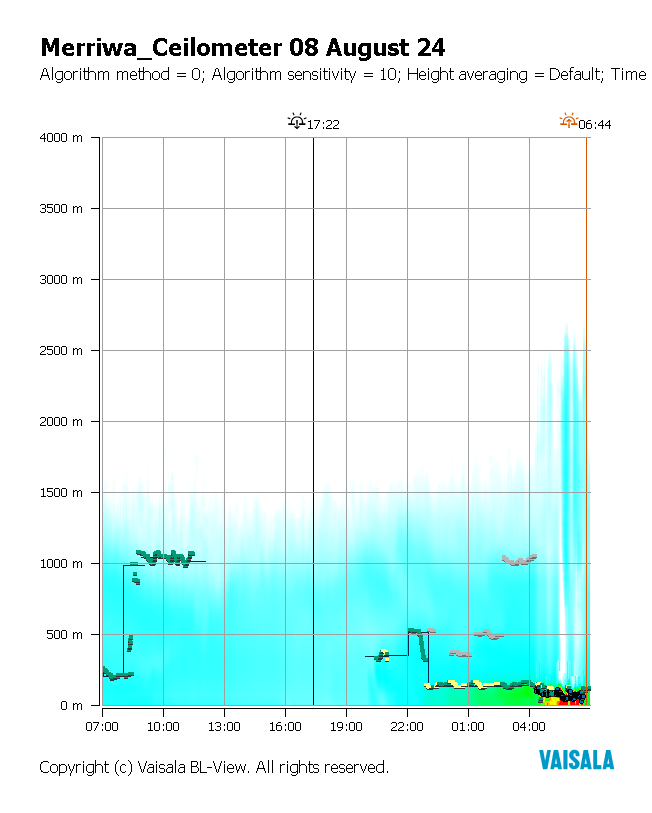 Merriwa_Ceilometer 08 August 24
Algorithm method = 0; Algorithm sensitivity = 10; Height averaging = Default; Time
17:22
06:44
4000 m
3500 m
3000 m
2500 m
2000 m
1500 m
1000 m
500 m
0 m
07:00 10:00 13:00 16:00 19:00 22:00 01:00 04:00
VAISALA
Copyright (c) Vaisala BL-View. All rights reserved.